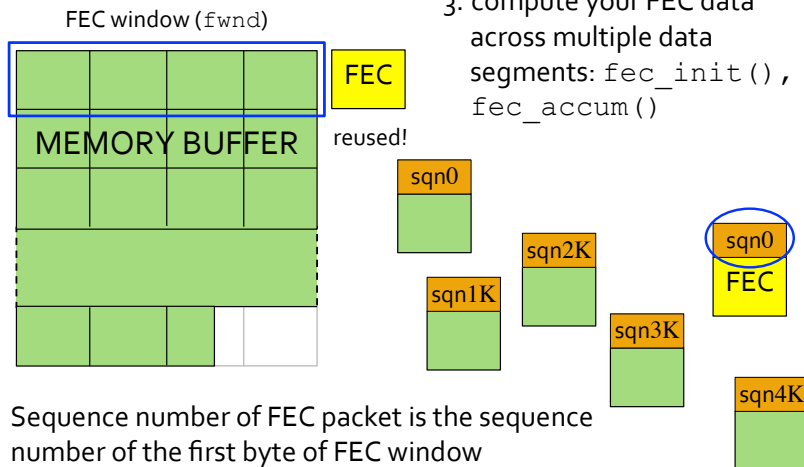 3. compute your FEC data
across multiple data
segments: fec_init(),
fec_accum()
FEC window (fwnd)
FEC
MEMORY BUFFER
reused!
sqn0
sqn2K
sqn0
FEC
sqn1K
sqn3K
sqn4K
Sequence number of FEC packet is the sequence
number of the first byte of FEC window